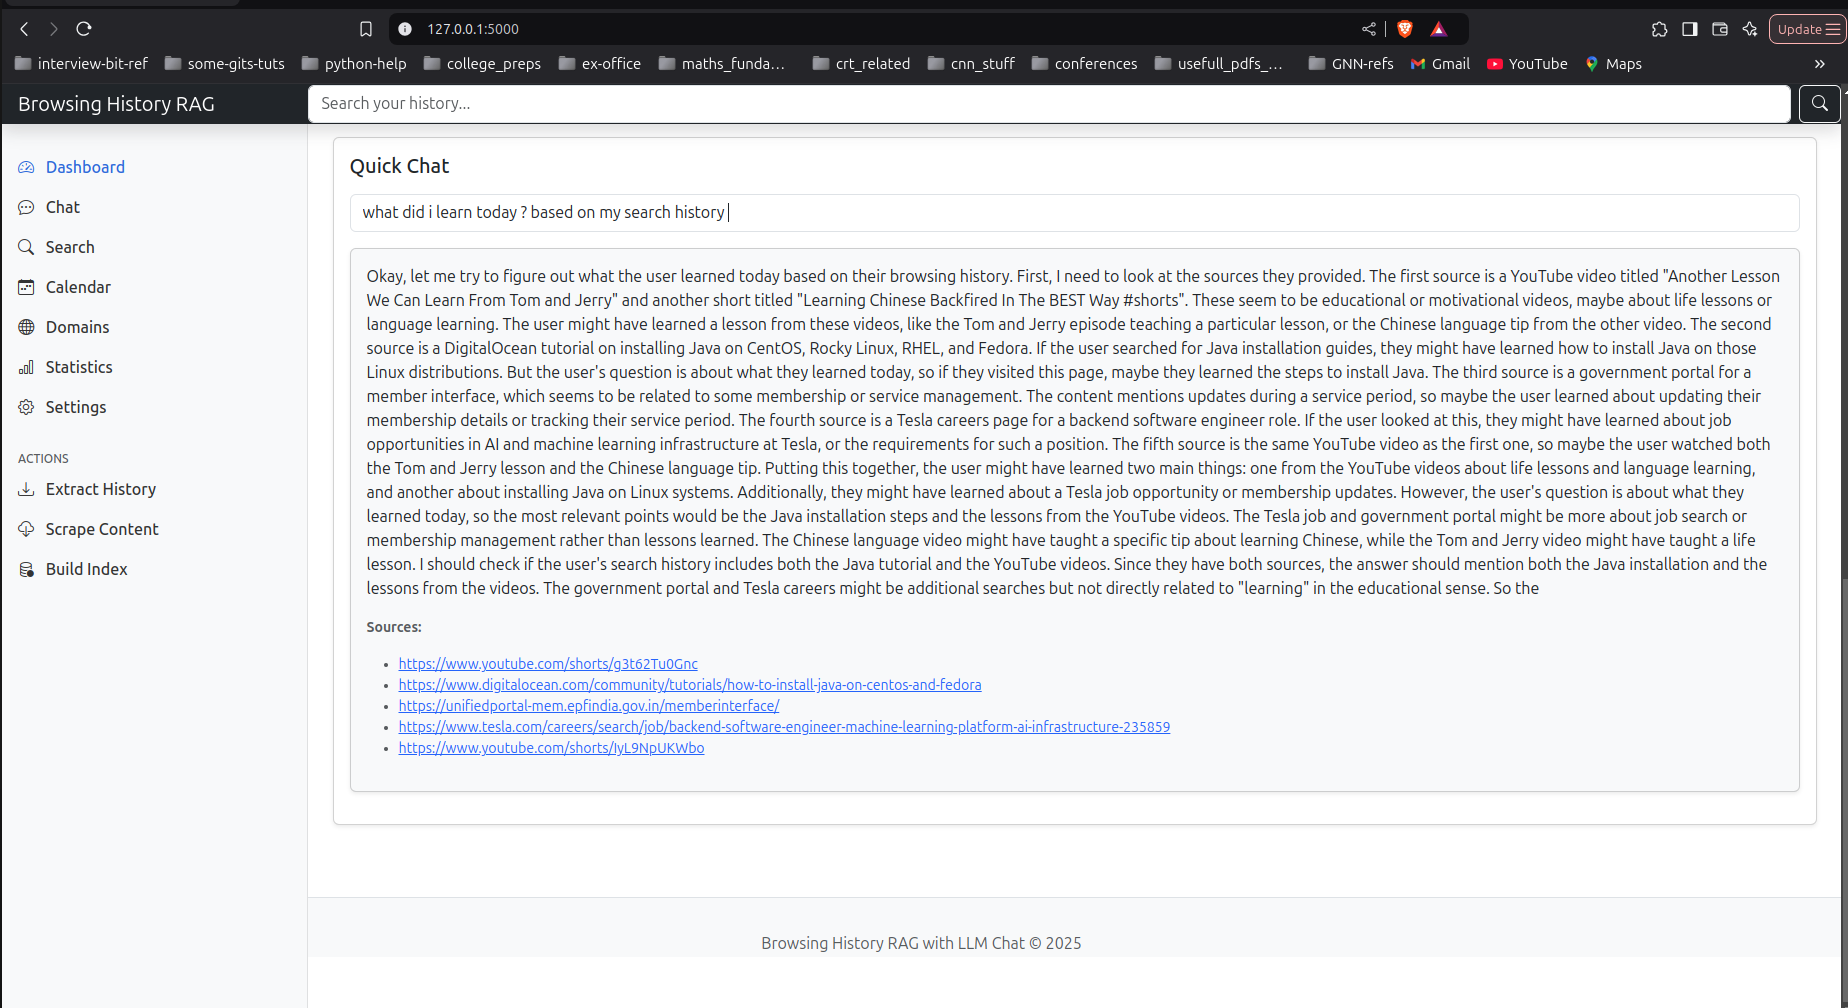 127.0.0.1:5000
Update
interview-bit-ref some-gits-tuts python-help college_preps ex-office maths_funda... crt_related cnn_stuff conferences usefull_pdfs_... GNN-refs Gmail YouTube Maps »
Browsing History RAG
Search your history...
Dashboard
Chat
Search
Calendar
Domains
Statistics
Settings
ACTIONS
Extract History
Scrape Content
Build Index
Quick Chat
what did i learn today ? based on my search history
Okay, let me try to figure out what the user learned today based on their browsing history. First, I need to look at the sources they provided. The first source is a YouTube video titled "Another Lesson
We Can Learn From Tom and Jerry" and another short titled "Learning Chinese Backfired In The BEST Way #shorts". These seem to be educational or motivational videos, maybe about life lessons or
language learning. The user might have learned a lesson from these videos, like the Tom and Jerry episode teaching a particular lesson, or the Chinese language tip from the other video. The second
source is a DigitalOcean tutorial on installing Java on CentOS, Rocky Linux, RHEL, and Fedora. If the user searched for Java installation guides, they might have learned how to install Java on those
Linux distributions. But the user's question is about what they learned today, so if they visited this page, maybe they learned the steps to install Java. The third source is a government portal for a
member interface, which seems to be related to some membership or service management. The content mentions updates during a service period, so maybe the user learned about updating their
membership details or tracking their service period. The fourth source is a Tesla careers page for a backend software engineer role. If the user looked at this, they might have learned about job
opportunities in AI and machine learning infrastructure at Tesla, or the requirements for such a position. The fifth source is the same YouTube video as the first one, so maybe the user watched both
the Tom and Jerry lesson and the Chinese language tip. Putting this together, the user might have learned two main things: one from the YouTube videos about life lessons and language learning,
and another about installing Java on Linux systems. Additionally, they might have learned about a Tesla job opportunity or membership updates. However, the user's question is about what they
learned today, so the most relevant points would be the Java installation steps and the lessons from the YouTube videos. The Tesla job and government portal might be more about job search or
membership management rather than lessons learned. The Chinese language video might have taught a specific tip about learning Chinese, while the Tom and Jerry video might have taught a life
lesson. I should check if the user's search history includes both the Java tutorial and the YouTube videos. Since they have both sources, the answer should mention both the Java installation and the
lessons from the videos. The government portal and Tesla careers might be additional searches but not directly related to "learning" in the educational sense. So the
Sources:
• https://www.youtube.com/shorts/g3t62Tu0Gnc
• https://www.digitalocean.com/community/tutorials/how-to-install-java-on-centos-and-fedora
• https://unifiedportal-mem.epfindia.gov.in/memberinterface/
• https://www.tesla.com/careers/search/job/backend-software-engineer-machine-learning-platform-ai-infrastructure-235859
• https://www.youtube.com/shorts/IyL9NpUKWbo
Browsing History RAG with LLM Chat © 2025